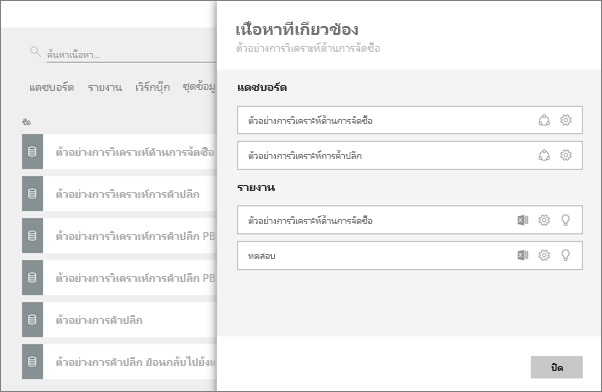 เนื้อหาที่เกี่ยวข้อง
ตัวอย่างการวิเคราะห์ด้านการจัดซื้อ
ค้นหาเนื้อหา...
แดชบอร์ด รายงาน เวิร์กบุ๊ก ชุดข้อมู
ชื่อ
ตัวอย่างการวิเคราะห์ด้านการจัดซื้อ
ตัวอย่างการวิเคราะห์การค้าปลีก
ตัวอย่างการวิเคราะห์การค้าปลีก PB
ตัวอย่างการวิเคราะห์การค้าปลีก PB
ตัวอย่างการค้าปลีก
ตัวอย่างการค้าปลีก ย้อนกลับไปยัง
แดชบอร์ด
ตัวอย่างการวิเคราะห์ด้านการจัดซื้อ
ตัวอย่างการวิเคราะห์การค้าปลีก
รายงาน
ตัวอย่างการวิเคราะห์ด้านการจัดซื้อ
ทดสอบ
ปิด